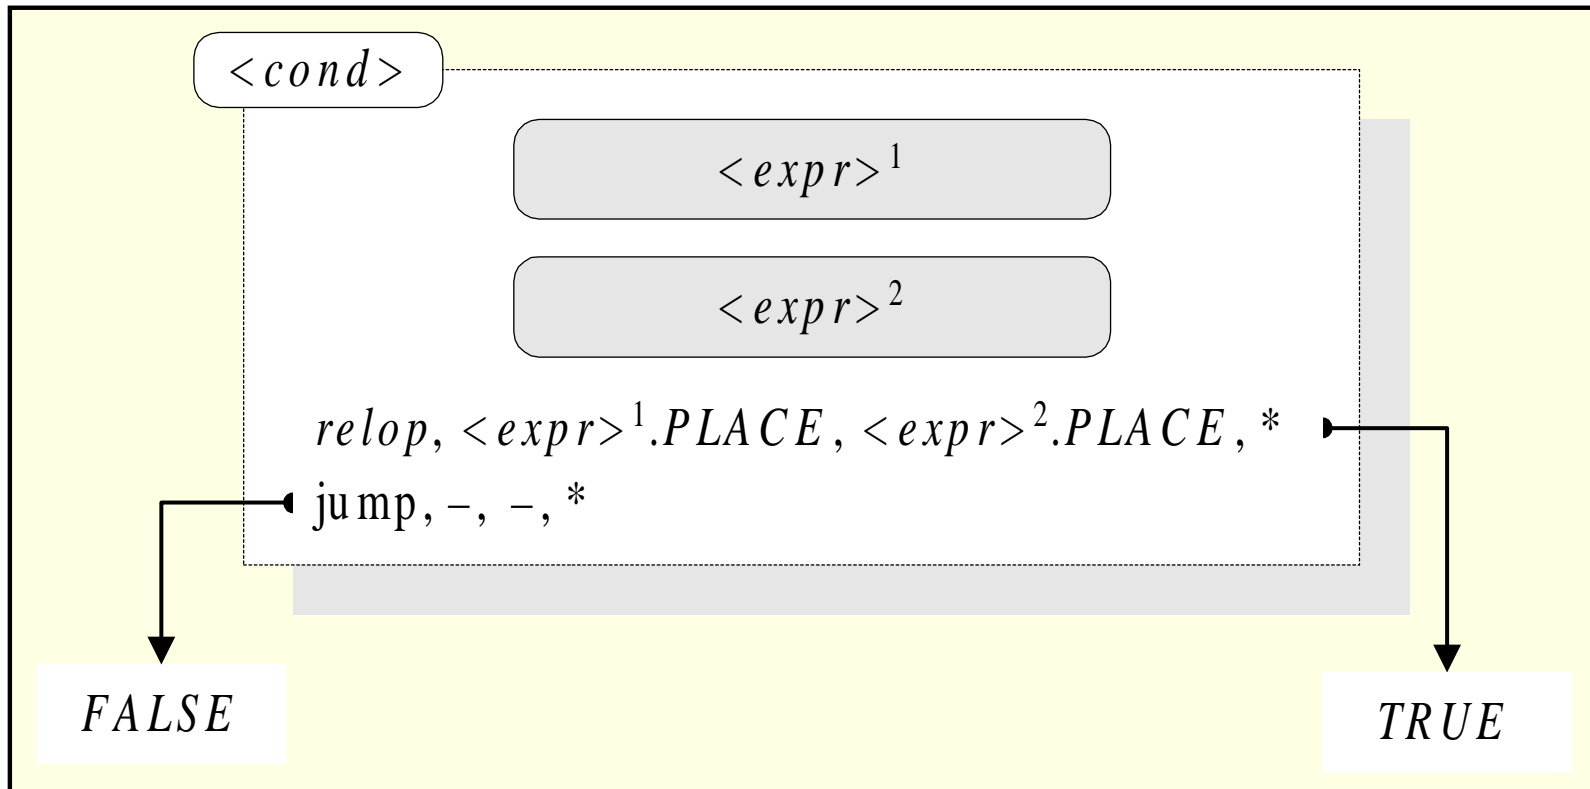 <cond>
<expr>¹
<expr>²
relop, <expr>¹.PLACE, <expr>².PLACE, *
jump, –, –, *
FALSE
TRUE